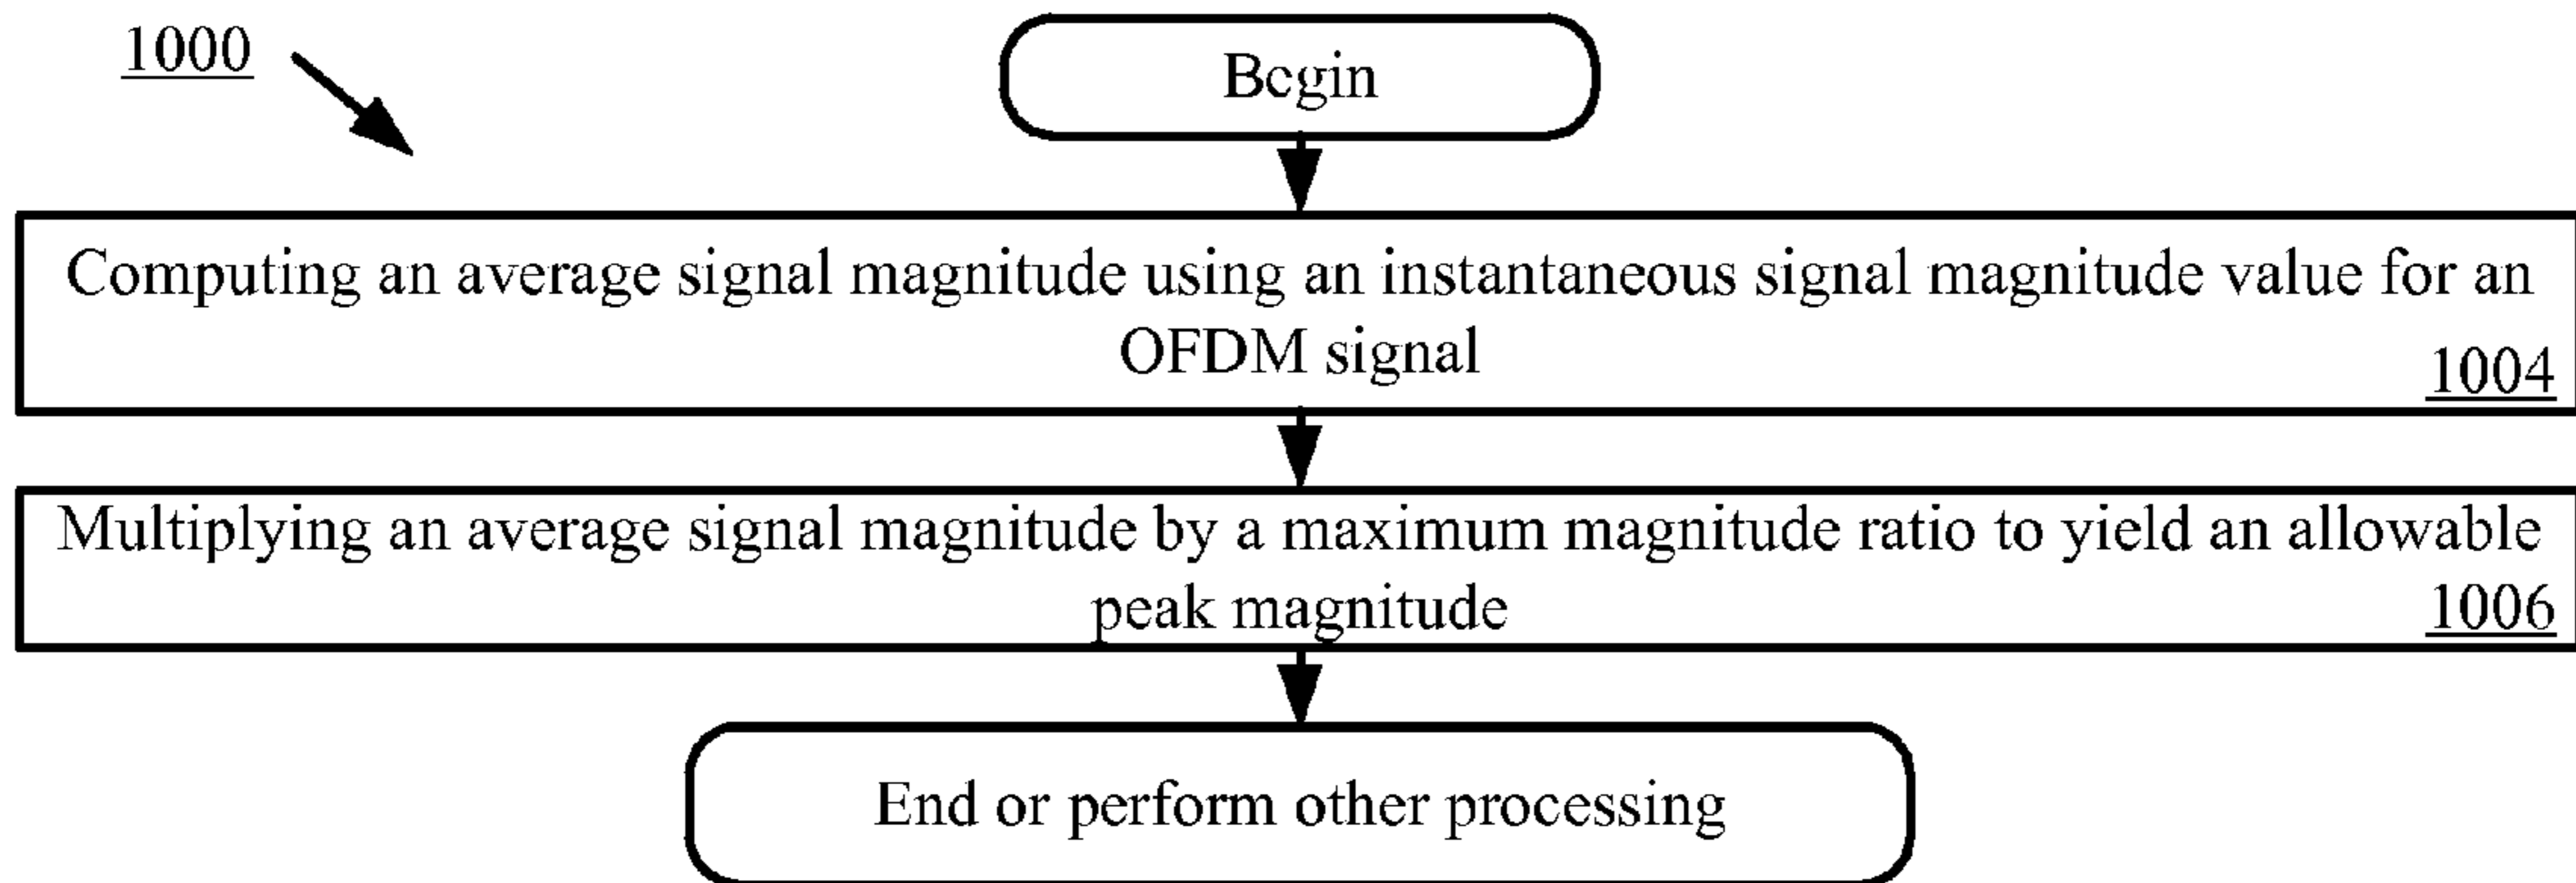 1000
Begin
Computing an average signal magnitude using an instantaneous signal magnitude value for an
OFDM signal
1004
Multiplying an average signal magnitude by a maximum magnitude ratio to yield an allowable
peak magnitude
1006
End or perform other processing